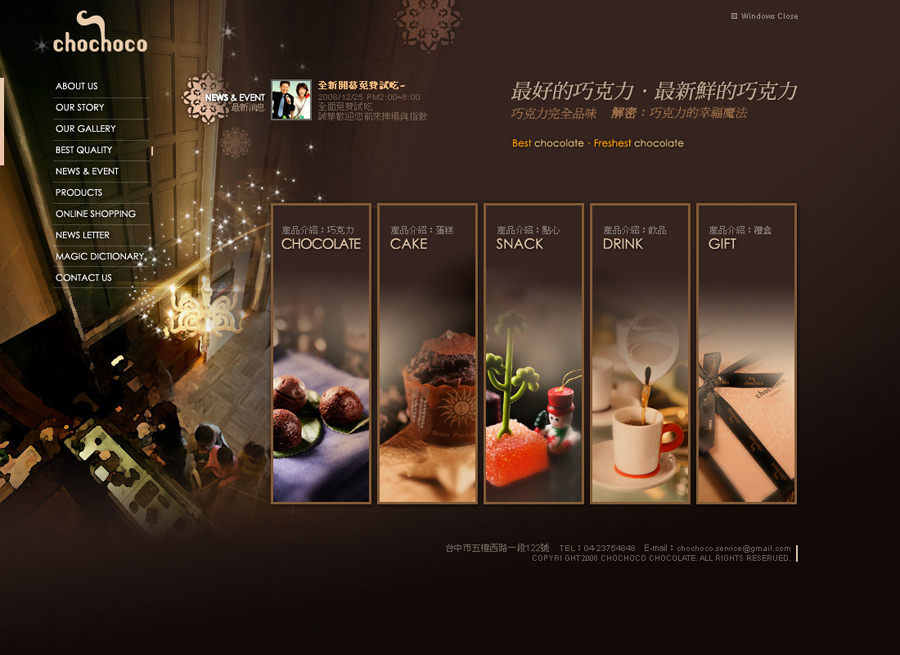 chochoco
Windows Close
ABOUT US
OUR STORY
OUR GALLERY
BEST QUALITY
NEWS & EVENT
PRODUCTS
ONLINE SHOPPING
NEWS LETTER
MAGIC DICTIONARY
CONTACT US
NEWS & EVENT
最新消息
全新開幕免費試吃~
2008/12/25 PM2:00~8:00
全面免費試吃
誠摯歡迎您前來捧場與指教
最好的巧克力・最新鮮的巧克力
巧克力完全品味 解密：巧克力的幸福魔法
Best chocolate · Freshest chocolate
產品介紹：巧克力
CHOCOLATE
產品介紹：蛋糕
CAKE
產品介紹：點心
SNACK
產品介紹：飲品
DRINK
產品介紹：禮盒
GIFT
chochoco
chochoco
台中市五權西路一段122號 TEL：04-23754848 E-mail：chochoco.service@gmail.com
COPYRIGHT2008 CHOCHOCO CHOCOLATE. ALL RIGHTS RESERVED.